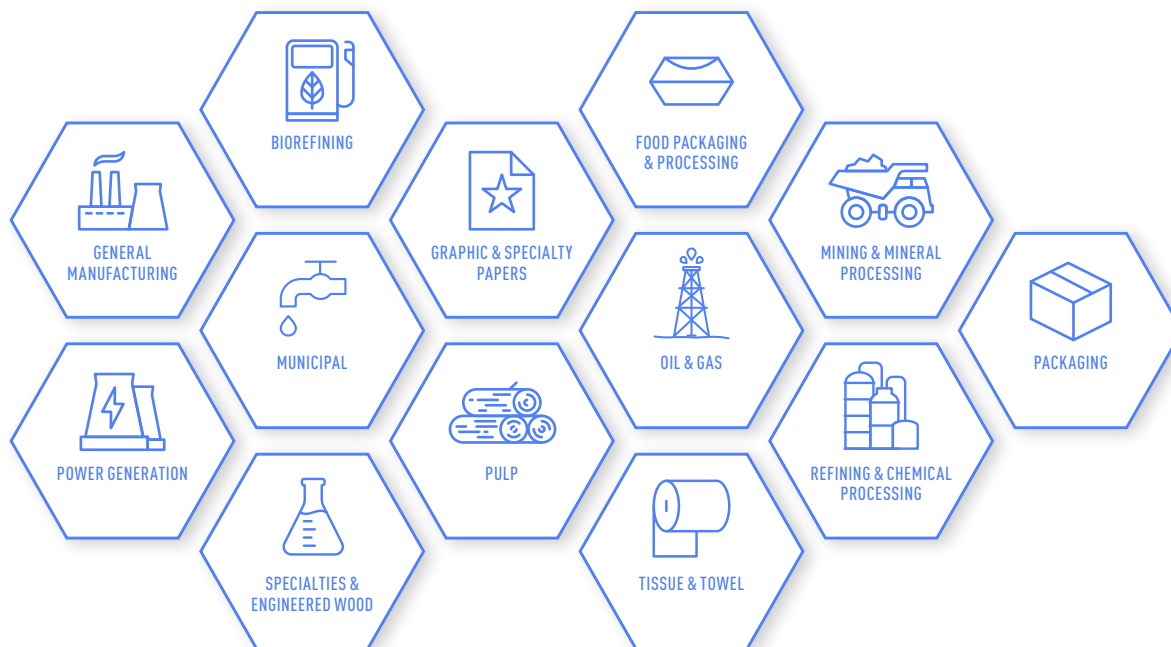 BIOREFINING
FOOD PACKAGING
& PROCESSING
GENERAL
MANUFACTURING
GRAPHIC & SPECIALTY
PAPERS
MINING & MINERAL
PROCESSING
MUNICIPAL
OIL & GAS
PACKAGING
POWER GENERATION
PULP
REFINING & CHEMICAL
PROCESSING
SPECIALTIES &
ENGINEERED WOOD
TISSUE & TOWEL